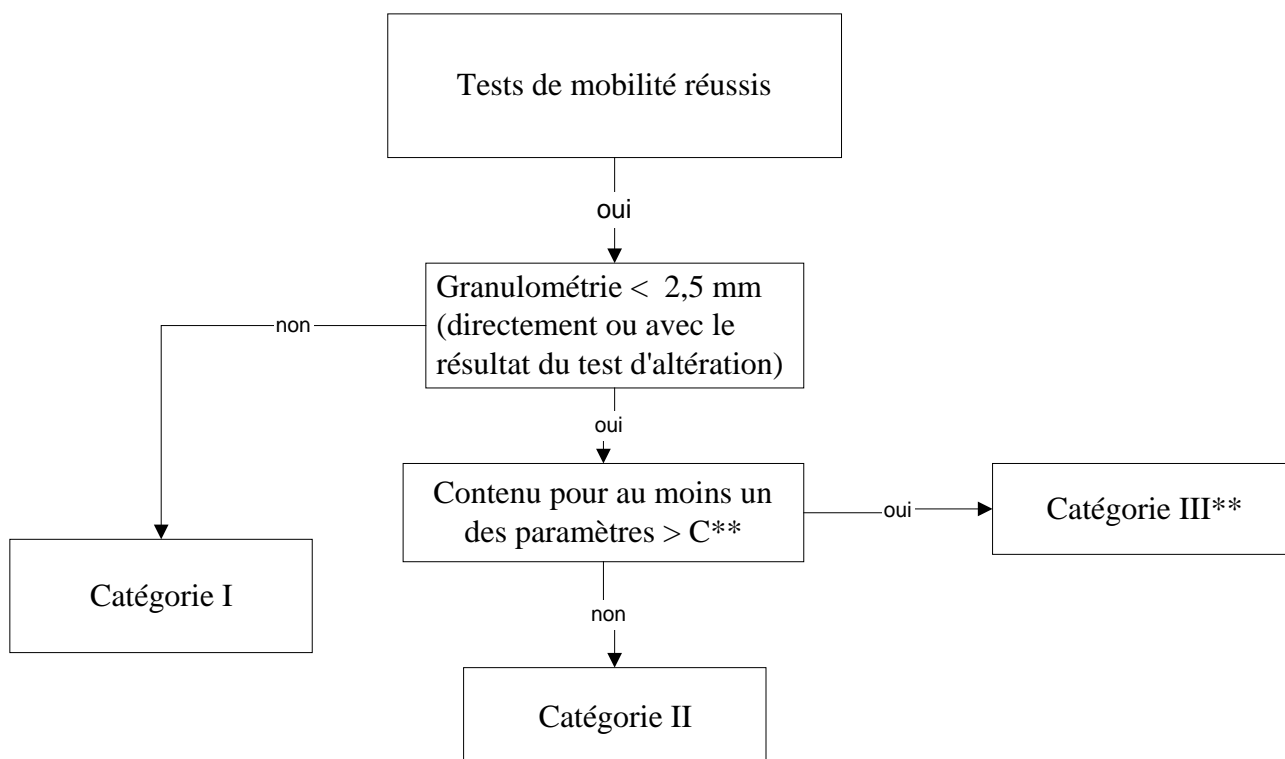 Tests de mobilité réussis
oui
Granulométrie < 2,5 mm
(directement ou avec le
résultat du test d'altération)
non
oui
Contenu pour au moins un
des paramètres > C**
oui
Catégorie III**
Catégorie I
non
Catégorie II